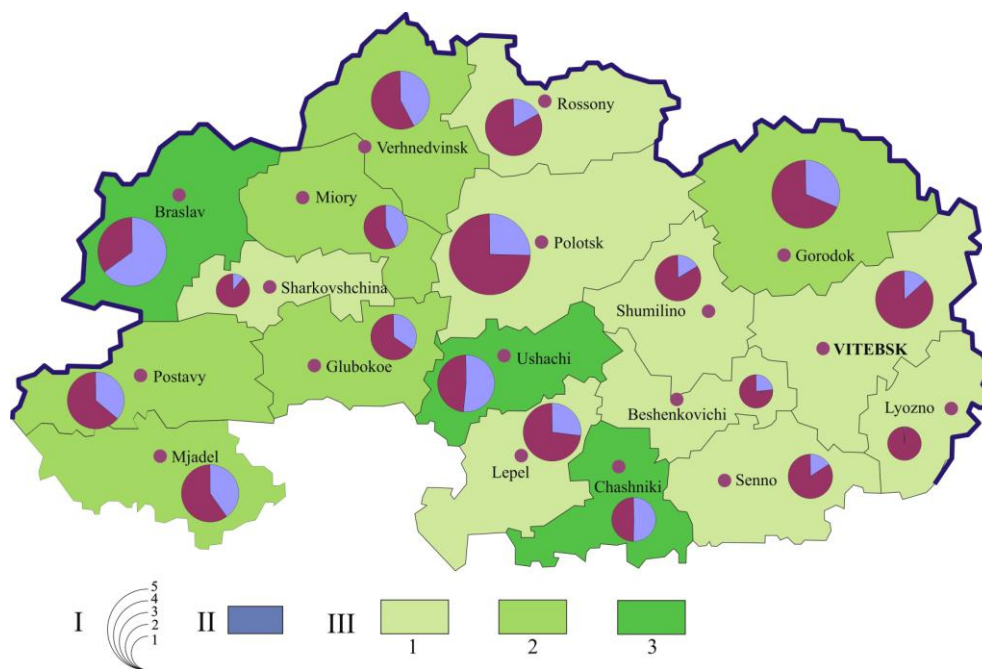 Rossony
Verhnedvinsk
Miory
Braslav
Polotsk
Gorodok
Sharkovshchina
Shumilino
VITEBSK
Ushachi
Glubokoe
Postavy
Beshenkovichi
Lyozno
Mjadel
Lepel
Chashniki
Senno
I
5
4
3
2
1
II
III
1
2
3